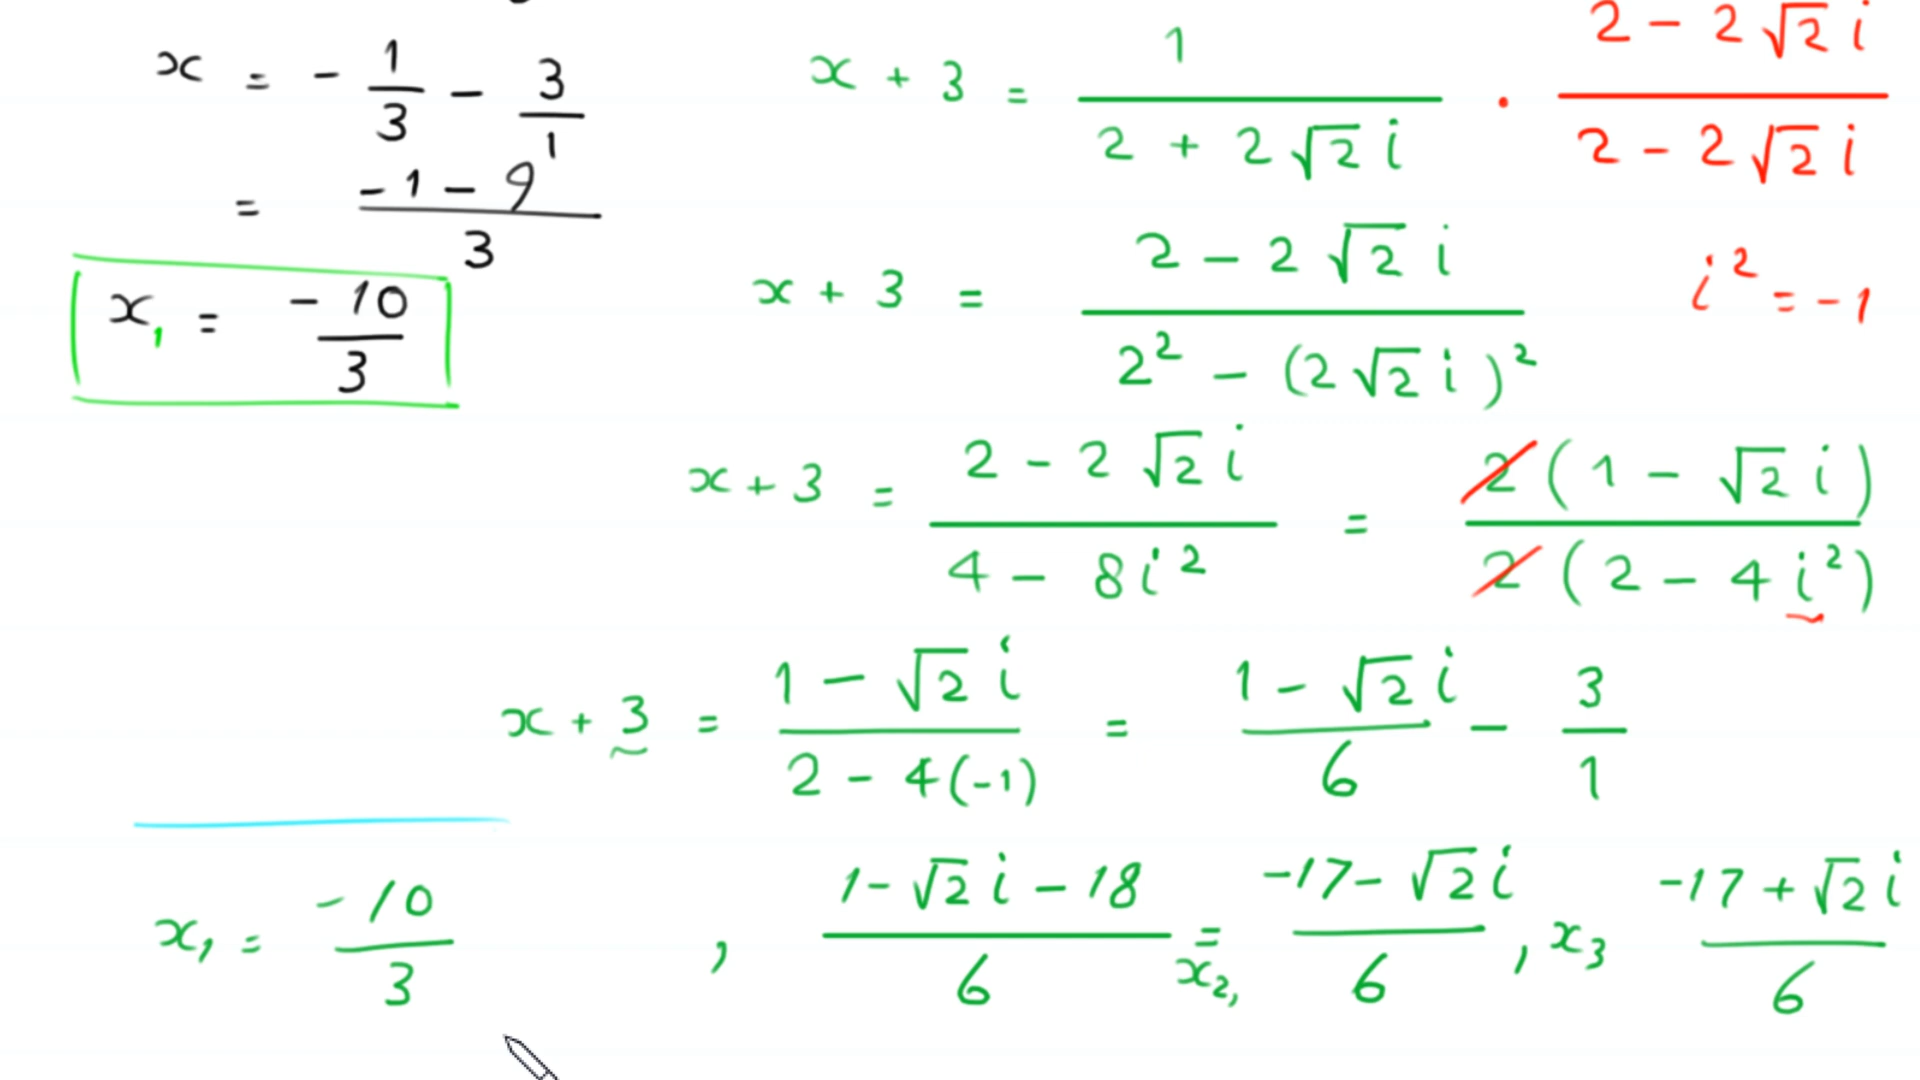 x = - 1/3 - 3/1
= (-1 - 9)/3
x₁ = -10/3
x + 3 = 1/(2 + 2√2 i) · (2 - 2√2 i)/(2 - 2√2 i)
x + 3 = (2 - 2√2 i)/(2² - (2√2 i)²)
i² = -1
x + 3 = (2 - 2√2 i)/(4 - 8i²) = 2(1 - √2 i)/2(2 - 4i²)
x + 3 = (1 - √2 i)/(2 - 4(-1)) = (1 - √2 i)/6 - 3/1
x₁ = -10/3 , (1 - √2 i - 18)/6 = x₂, (-17 - √2 i)/6 , x₃ (-17 + √2 i)/6